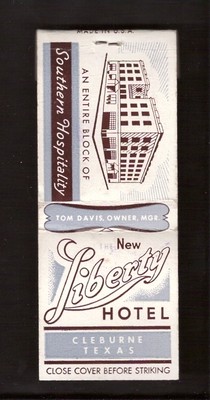 MADE IN U.S.A.
AN ENTIRE BLOCK OF
Southern Hospitality
TOM DAVIS, OWNER, MGR.
THE New
Liberty
HOTEL
CLEBURNE
TEXAS
CLOSE COVER BEFORE STRIKING